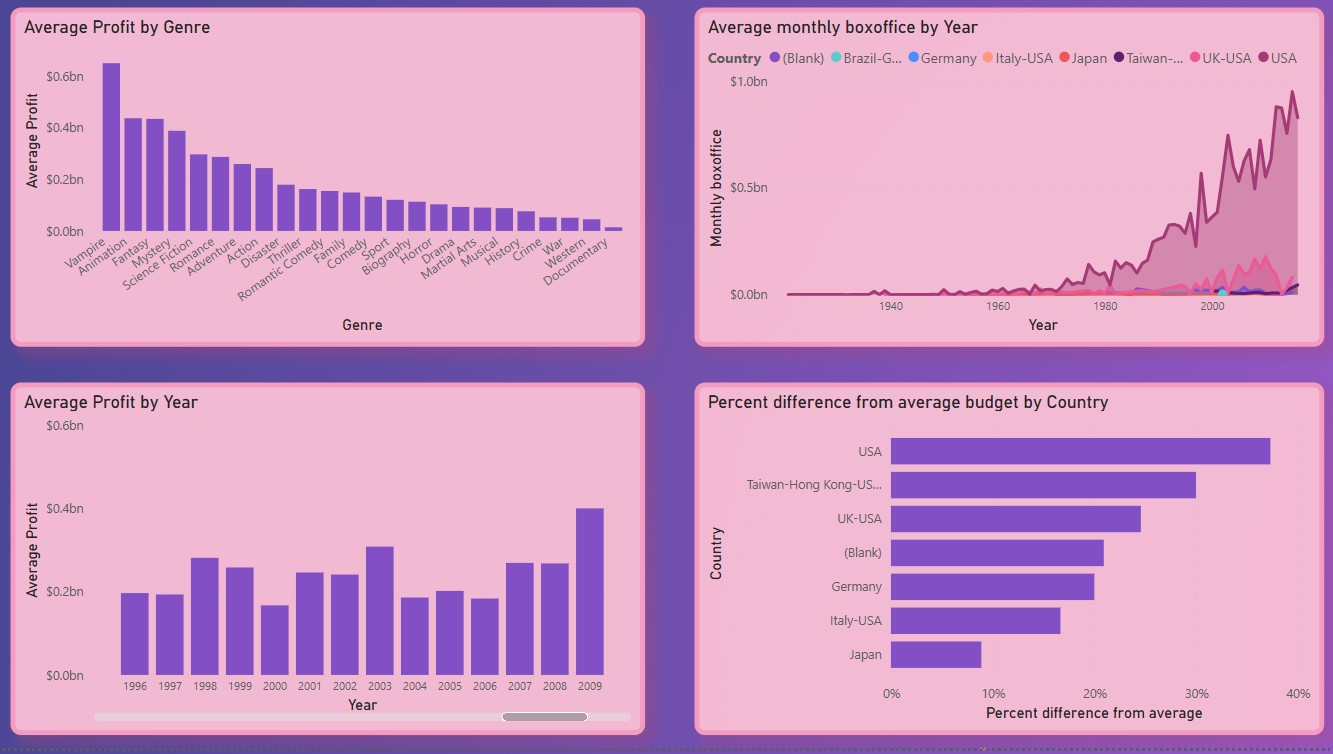 Average Profit by Genre
Average Profit
$0.6bn
$0.4bn
$0.2bn
$0.0bn
Vampire
Animation
Fantasy
Mystery
Science Fiction
Romance
Adventure
Action
Disaster
Thriller
Romantic Comedy
Family
Comedy
Sport
Biography
Horror
Drama
Martial Arts
Musical
History
Crime
War
Western
Documentary
Genre
Average monthly boxoffice by Year
Country (Blank) Brazil-G... Germany Italy-USA Japan Taiwan-... UK-USA USA
Monthly boxoffice
$1.0bn
$0.5bn
$0.0bn
1940 1960 1980 2000
Year
Average Profit by Year
Average Profit
$0.6bn
$0.4bn
$0.2bn
$0.0bn
1996 1997 1998 1999 2000 2001 2002 2003 2004 2005 2006 2007 2008 2009
Year
Percent difference from average budget by Country
Country
USA
Taiwan-Hong Kong-US...
UK-USA
(Blank)
Germany
Italy-USA
Japan
0% 10% 20% 30% 40%
Percent difference from average